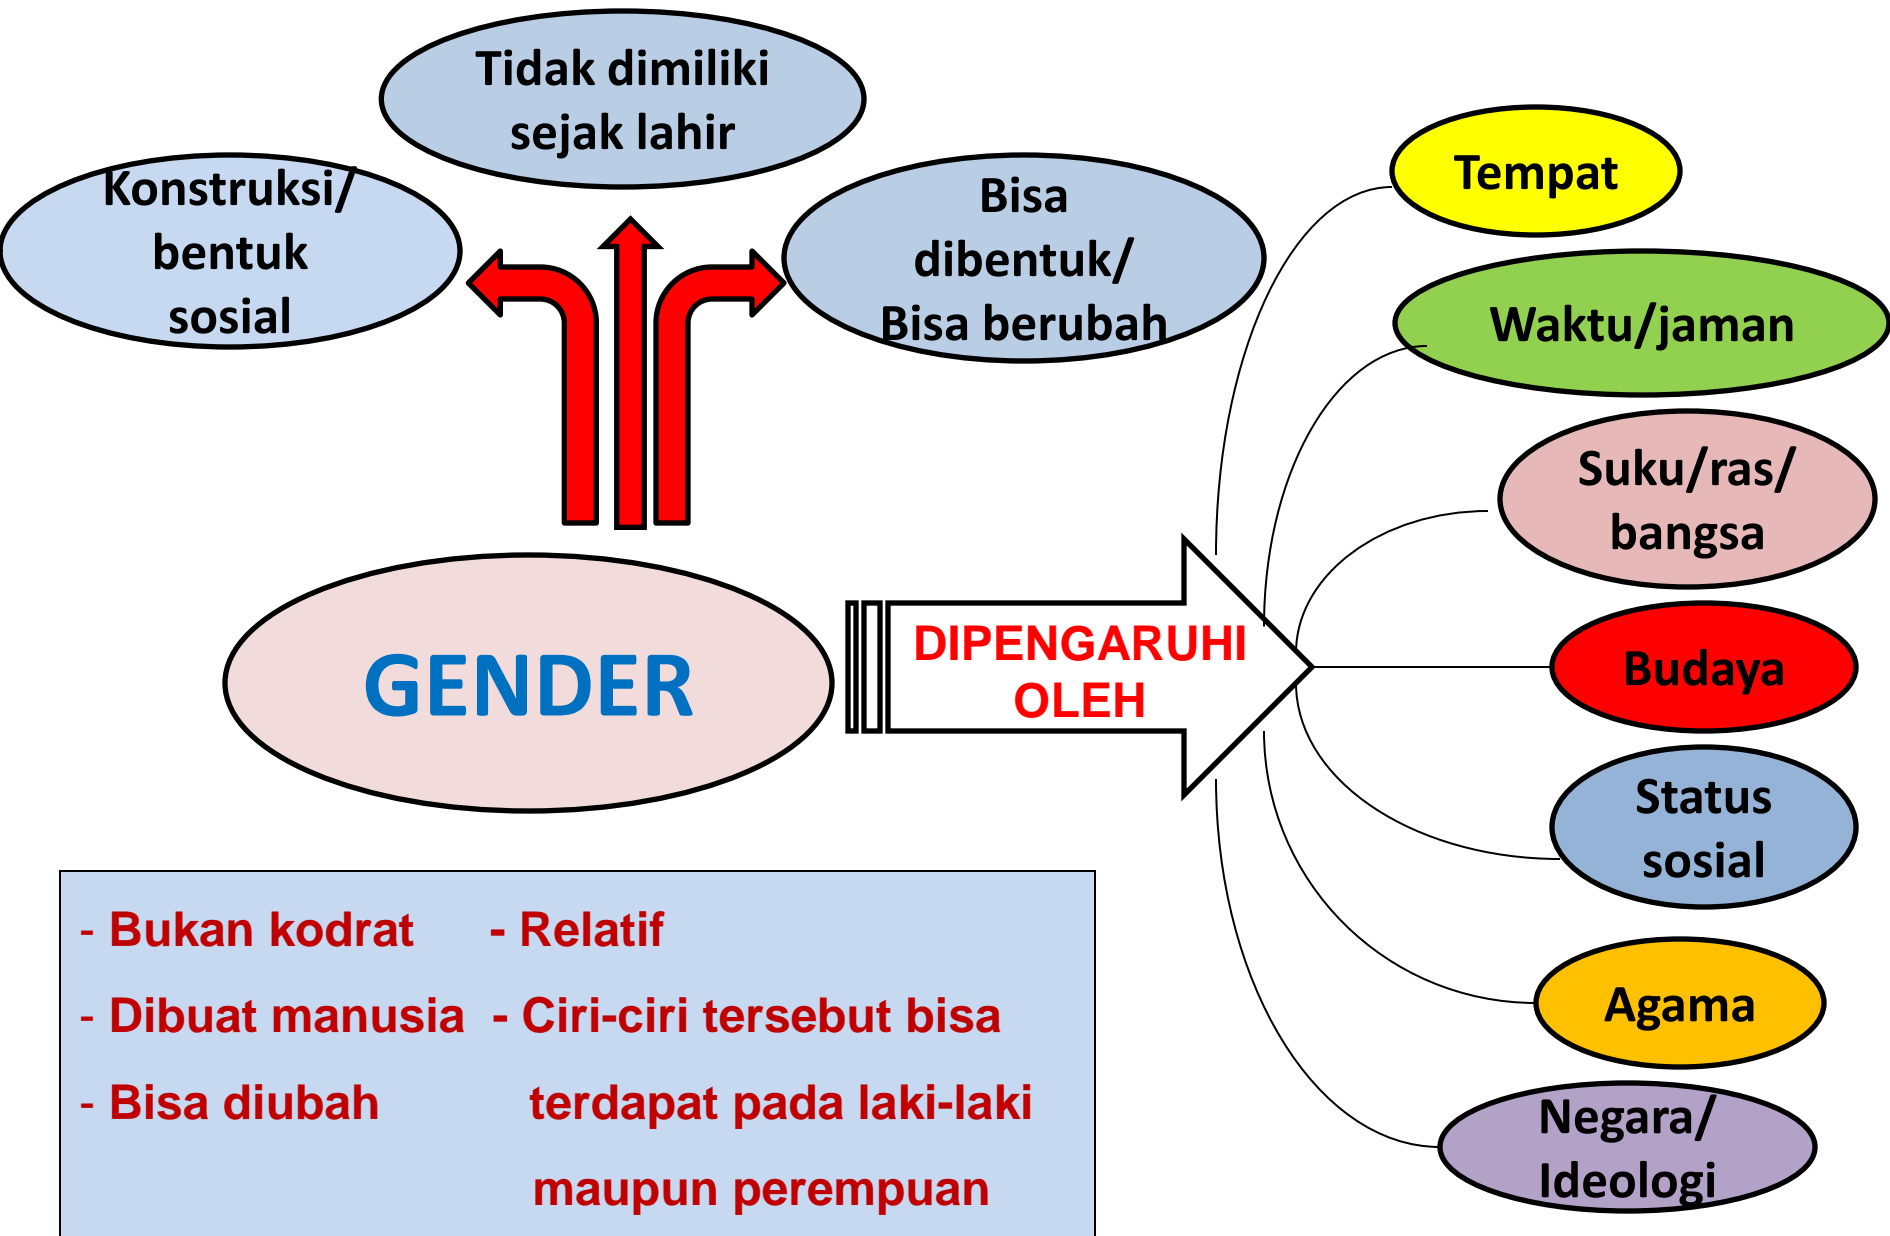 Tidak dimiliki
sejak lahir
Konstruksi/
bentuk
sosial
Bisa
dibentuk/
Bisa berubah
GENDER
DIPENGARUHI
OLEH
Tempat
Waktu/jaman
Suku/ras/
bangsa
Budaya
Status
sosial
Agama
Negara/
Ideologi
- Bukan kodrat - Relatif
- Dibuat manusia - Ciri-ciri tersebut bisa
- Bisa diubah terdapat pada laki-laki
maupun perempuan